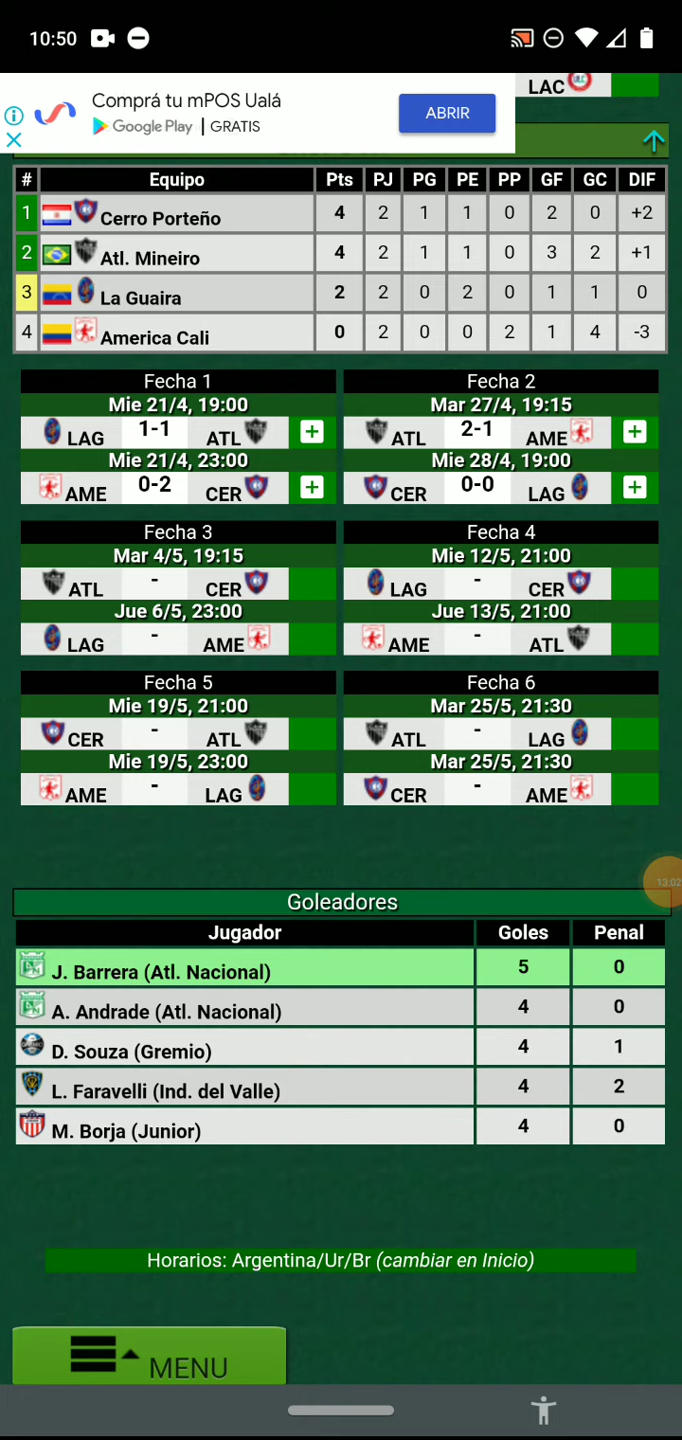 10:50
LAC
Comprá tu mPOS Ualá
Google Play | GRATIS
ABRIR
# Equipo Pts PJ PG PE PP GF GC DIF
1 Cerro Porteño 4 2 1 1 0 2 0 +2
2 Atl. Mineiro 4 2 1 1 0 3 2 +1
3 La Guaira 2 2 0 2 0 1 1 0
4 America Cali 0 2 0 0 2 1 4 -3
Fecha 1
Mie 21/4, 19:00
LAG 1-1 ATL +
Mie 21/4, 23:00
AME 0-2 CER +
Fecha 2
Mar 27/4, 19:15
ATL 2-1 AME +
Mie 28/4, 19:00
CER 0-0 LAG +
Fecha 3
Mar 4/5, 19:15
ATL - CER
Jue 6/5, 23:00
LAG - AME
Fecha 4
Mie 12/5, 21:00
LAG - CER
Jue 13/5, 21:00
AME - ATL
Fecha 5
Mie 19/5, 21:00
CER - ATL
Mie 19/5, 23:00
AME - LAG
Fecha 6
Mar 25/5, 21:30
ATL - LAG
Mar 25/5, 21:30
CER - AME
13:02
Goleadores
Jugador Goles Penal
J. Barrera (Atl. Nacional) 5 0
A. Andrade (Atl. Nacional) 4 0
D. Souza (Gremio) 4 1
L. Faravelli (Ind. del Valle) 4 2
M. Borja (Junior) 4 0
Horarios: Argentina/Ur/Br (cambiar en Inicio)
MENU